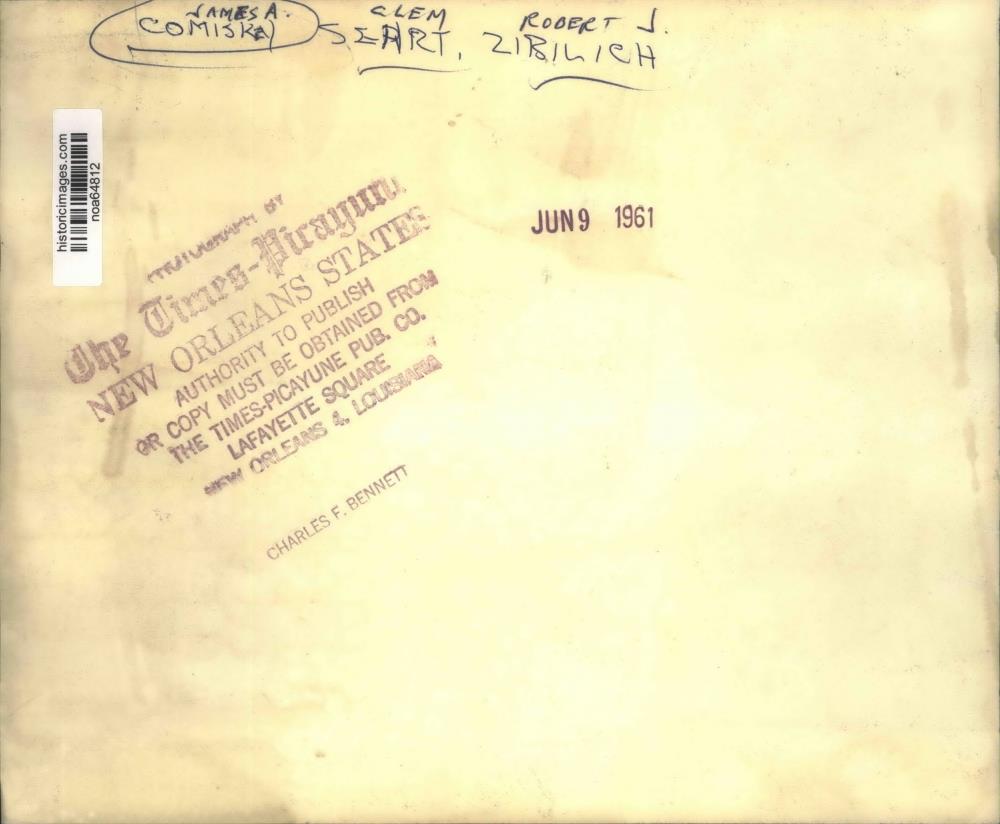 JAMES A. CLEM ROBERT J.
COMISKA SEHRT, ZIBILICH
historicimages.com
noa64812
JUN 9 1961
PHOTOGRAPH BY
The Times-Picayune
NEW ORLEANS STATES
AUTHORITY TO PUBLISH
OR COPY MUST BE OBTAINED FROM
THE TIMES-PICAYUNE PUB. CO.
LAFAYETTE SQUARE
NEW ORLEANS 4, LOUISIANA
CHARLES F. BENNETT